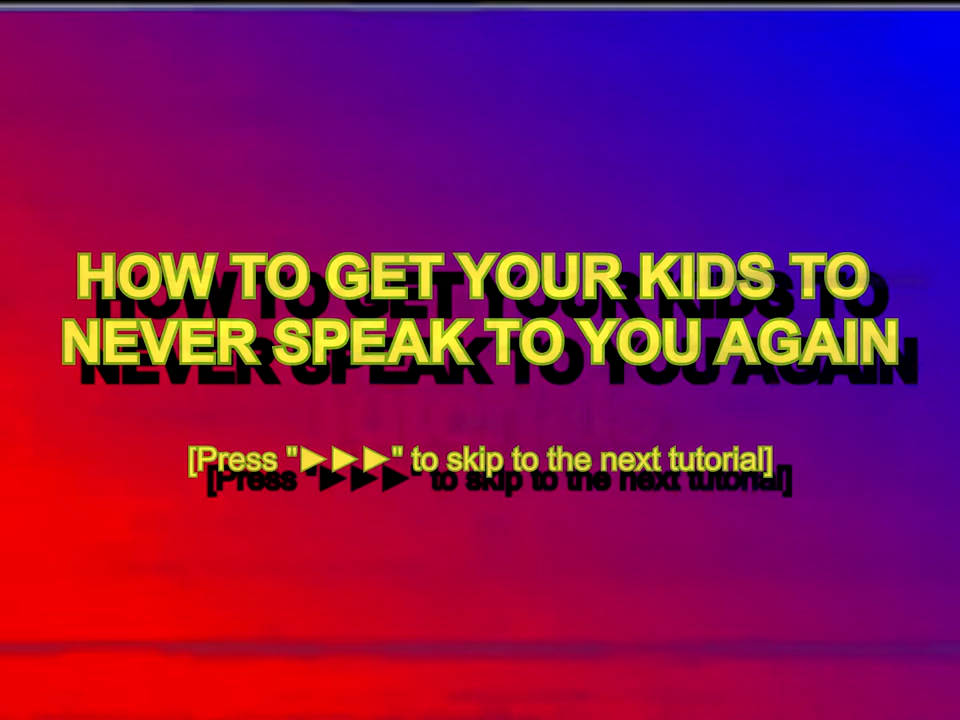 HOW TO GET YOUR KIDS TO
NEVER SPEAK TO YOU AGAIN
[Press "►►►" to skip to the next tutorial]